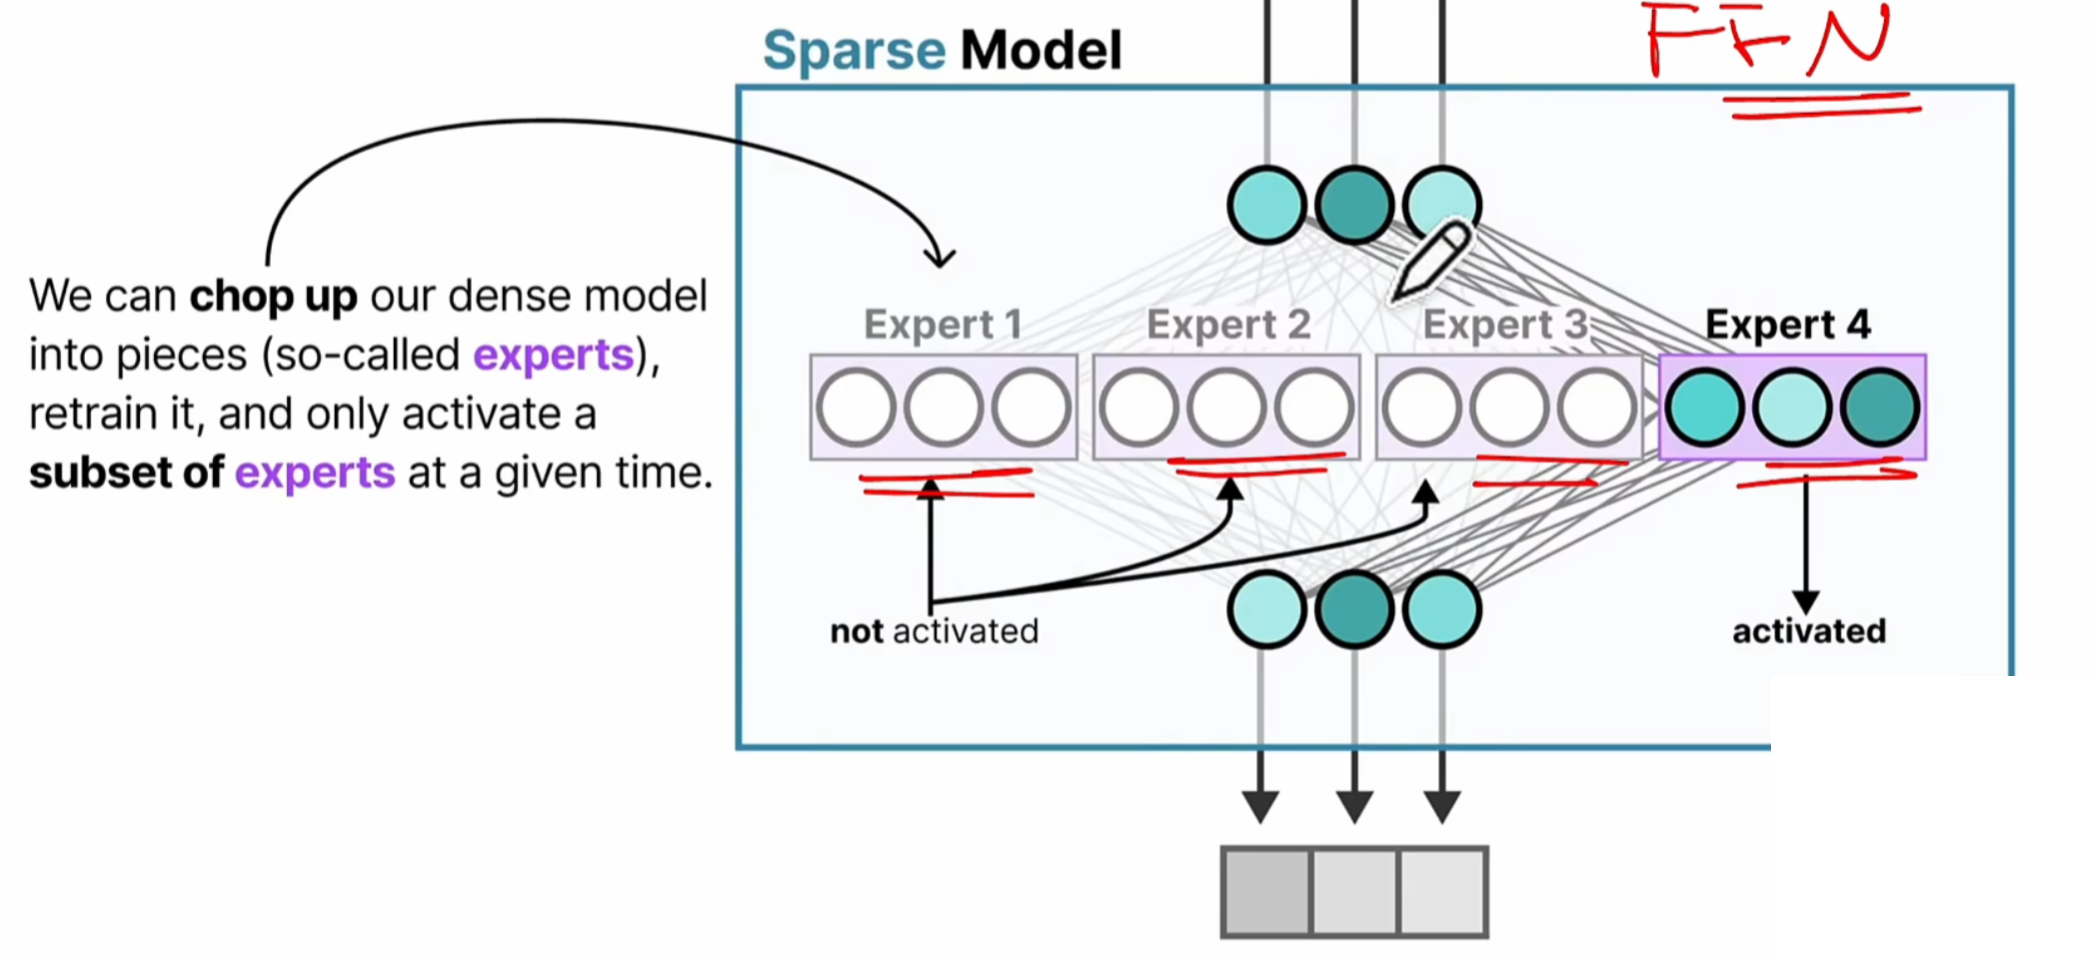 FFN
Sparse Model
We can chop up our dense model
into pieces (so-called experts),
retrain it, and only activate a
subset of experts at a given time.
Expert 1
Expert 2
Expert 3
Expert 4
not activated
activated